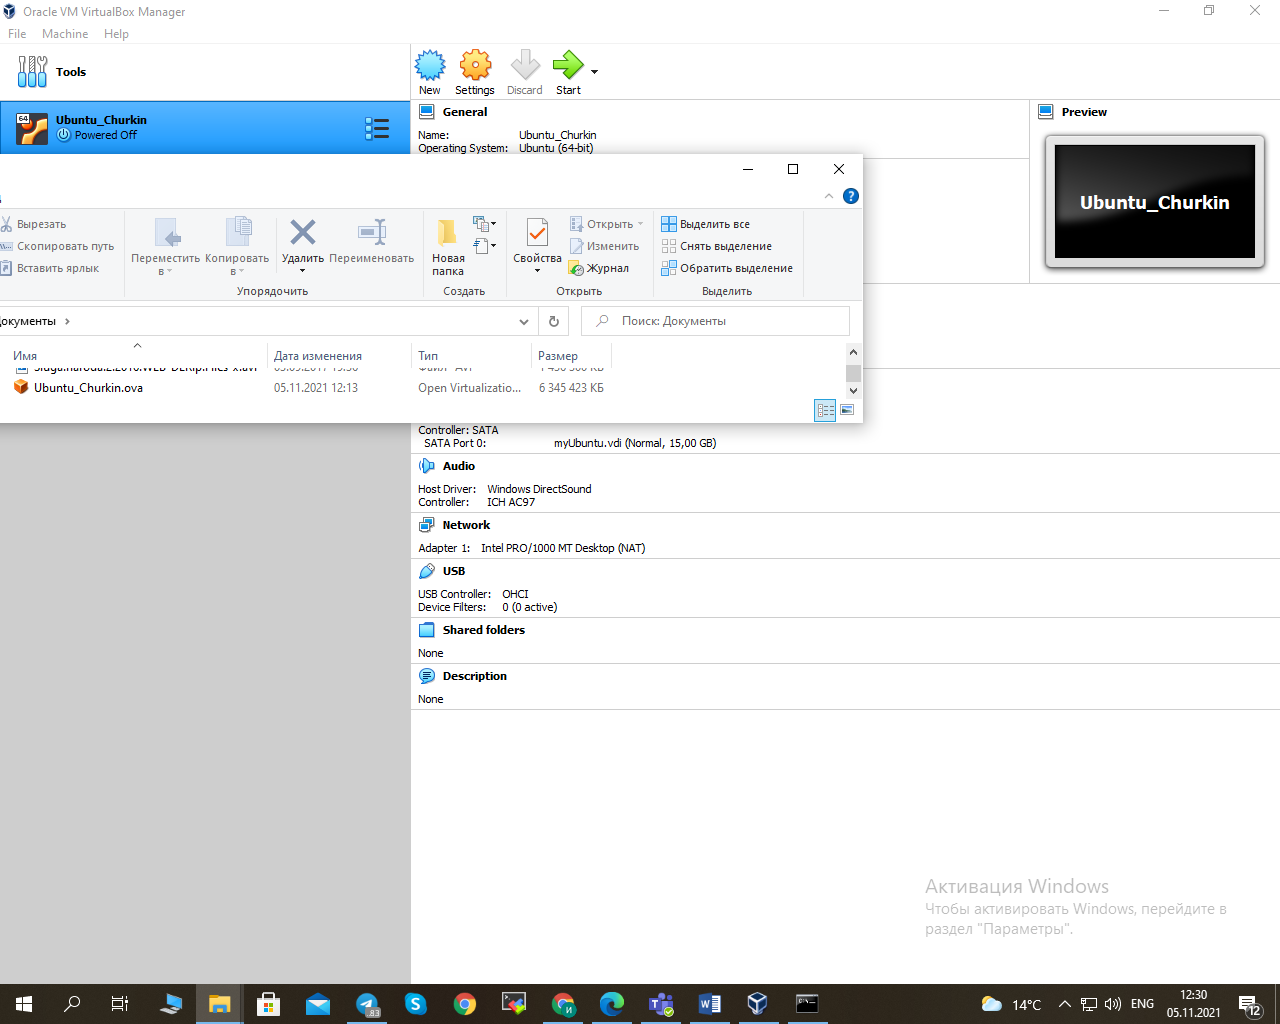 Oracle VM VirtualBox Manager
File Machine Help
Tools
New Settings Discard Start
64
Ubuntu_Churkin
Powered Off
General
Name: Ubuntu_Churkin
Operating System: Ubuntu (64-bit)
Preview
Ubuntu_Churkin
Вырезать
Скопировать путь
Вставить ярлык
Переместить в
Копировать в
Удалить
Переименовать
Упорядочить
Новая папка
Создать
Свойства
Открыть
Изменить
Журнал
Открыть
Выделить все
Снять выделение
Обратить выделение
Выделить
Документы
Поиск: Документы
Имя Дата изменения Тип Размер
Ubuntu_Churkin.ova 05.11.2021 12:13 Open Virtualizatio... 6 345 423 КБ
Controller: SATA
SATA Port 0: myUbuntu.vdi (Normal, 15,00 GB)
Audio
Host Driver: Windows DirectSound
Controller: ICH AC97
Network
Adapter 1: Intel PRO/1000 MT Desktop (NAT)
USB
USB Controller: OHCI
Device Filters: 0 (0 active)
Shared folders
None
Description
None
Активация Windows
Чтобы активировать Windows, перейдите в
раздел "Параметры".
.83
14°C
ENG
12:30
05.11.2021
12